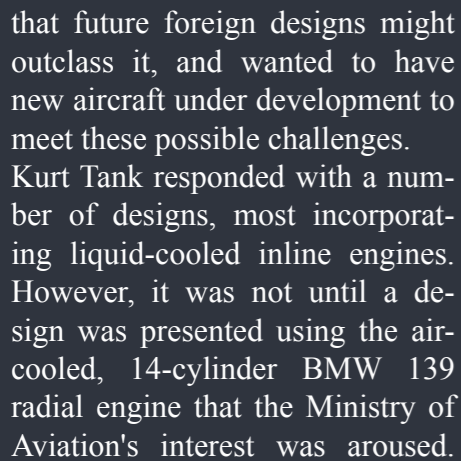 that future foreign designs might
outclass it, and wanted to have
new aircraft under development to
meet these possible challenges.
Kurt Tank responded with a num-
ber of designs, most incorporat-
ing liquid-cooled inline engines.
However, it was not until a de-
sign was presented using the air-
cooled, 14-cylinder BMW 139
radial engine that the Ministry of
Aviation's interest was aroused.